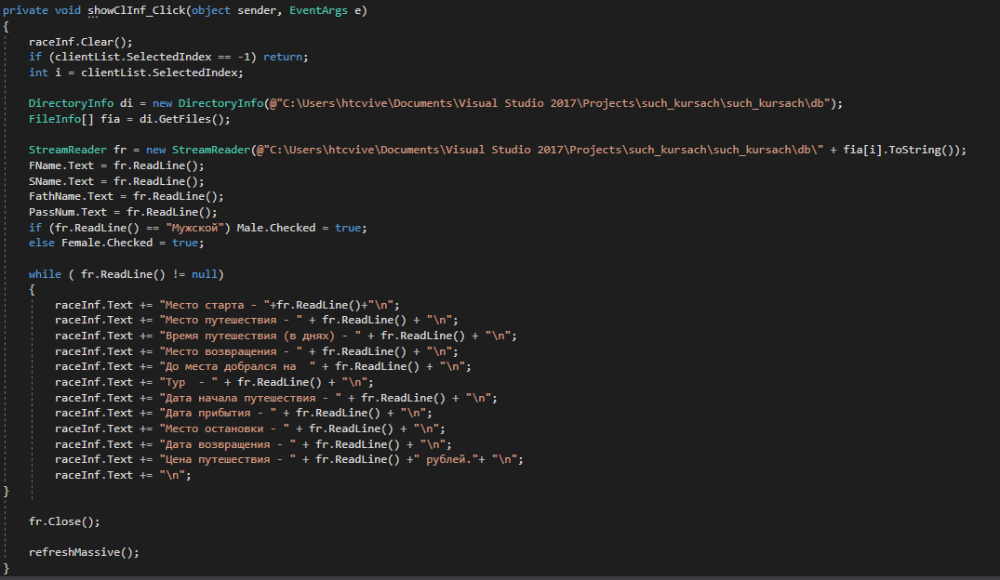 private void showClInf_Click(object sender, EventArgs e)
{
raceInf.Clear();
if (clientList.SelectedIndex == -1) return;
int i = clientList.SelectedIndex;
DirectoryInfo di = new DirectoryInfo(@"C:\Users\htcvive\Documents\Visual Studio 2017\Projects\such_kursach\such_kursach\db");
FileInfo[] fia = di.GetFiles();
StreamReader fr = new StreamReader(@"C:\Users\htcvive\Documents\Visual Studio 2017\Projects\such_kursach\such_kursach\db\" + fia[i].ToString());
FName.Text = fr.ReadLine();
SName.Text = fr.ReadLine();
FathName.Text = fr.ReadLine();
PassNum.Text = fr.ReadLine();
if (fr.ReadLine() == "Мужской") Male.Checked = true;
else Female.Checked = true;
while ( fr.ReadLine() != null)
{
raceInf.Text += "Место старта - "+fr.ReadLine()+"\n";
raceInf.Text += "Место путешествия - " + fr.ReadLine() + "\n";
raceInf.Text += "Время путешествия (в днях) - " + fr.ReadLine() + "\n";
raceInf.Text += "Место возвращения - " + fr.ReadLine() + "\n";
raceInf.Text += "До места добрался на  " + fr.ReadLine() + "\n";
raceInf.Text += "Тур  - " + fr.ReadLine() + "\n";
raceInf.Text += "Дата начала путешествия - " + fr.ReadLine() + "\n";
raceInf.Text += "Дата прибытия - " + fr.ReadLine() + "\n";
raceInf.Text += "Место остановки - " + fr.ReadLine() + "\n";
raceInf.Text += "Дата возвращения - " + fr.ReadLine() + "\n";
raceInf.Text += "Цена путешествия - " + fr.ReadLine() +" рублей."+ "\n";
raceInf.Text += "\n";
}
fr.Close();
refreshMassive();
}